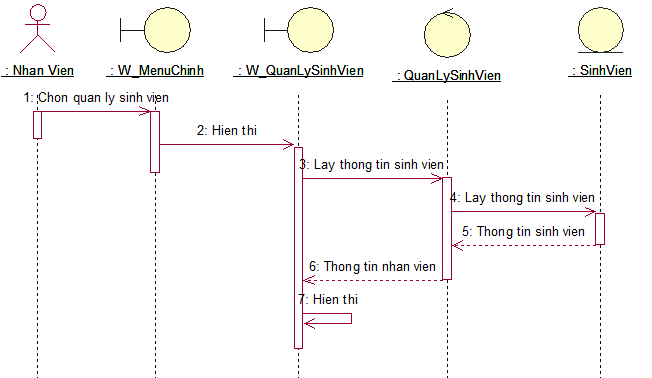 : Nhan Vien
: W_MenuChinh
: W_QuanLySinhVien
: QuanLySinhVien
: SinhVien
1: Chon quan ly sinh vien
2: Hien thi
3: Lay thong tin sinh vien
4: Lay thong tin sinh vien
5: Thong tin sinh vien
6: Thong tin nhan vien
7: Hien thi